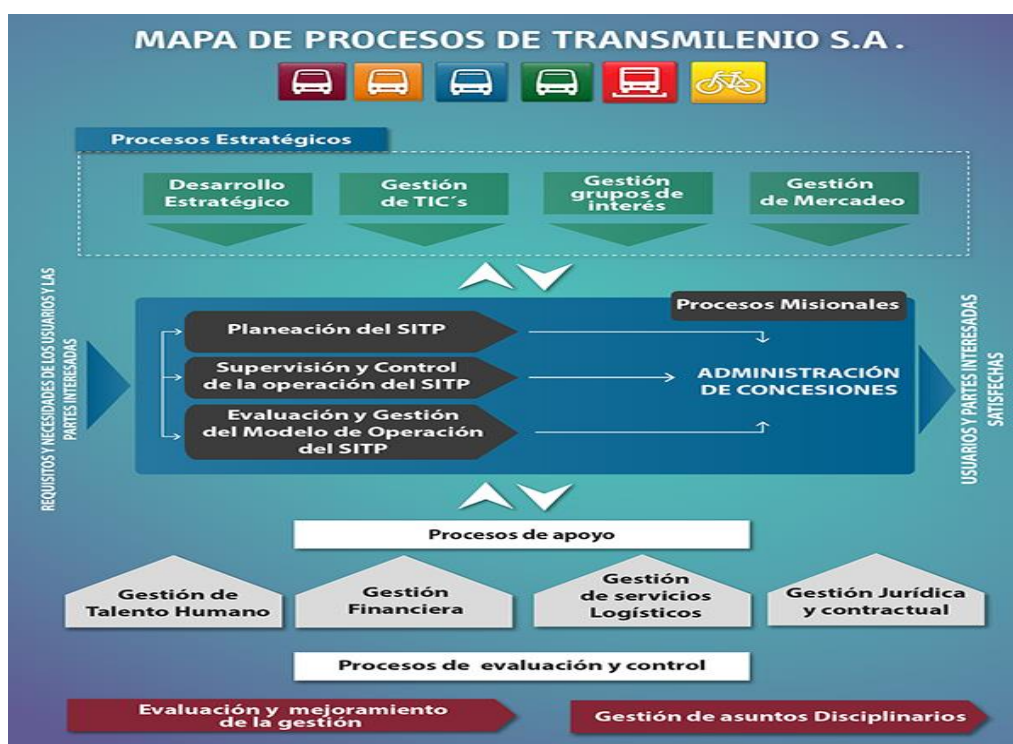 MAPA DE PROCESOS DE TRANSMILENIO S.A.
Procesos Estratégicos
Desarrollo
Estratégico
Gestión
de TIC´s
Gestión
grupos de
interés
Gestión
de Mercadeo
REQUISITOS Y NECESIDADES DE LOS USUARIOS Y LAS
PARTES INTERESADAS
Procesos Misionales
Planeación del SITP
Supervisión y Control
de la operación del SITP
Evaluación y Gestión
del Modelo de Operación
del SITP
ADMINISTRACIÓN
DE CONCESIONES
USUARIOS Y PARTES INTERESADAS
SATISFECHAS
Procesos de apoyo
Gestión de
Talento Humano
Gestión
Financiera
Gestión
de servicios
Logísticos
Gestión Jurídica
y contractual
Procesos de evaluación y control
Evaluación y mejoramiento
de la gestión
Gestión de asuntos Disciplinarios